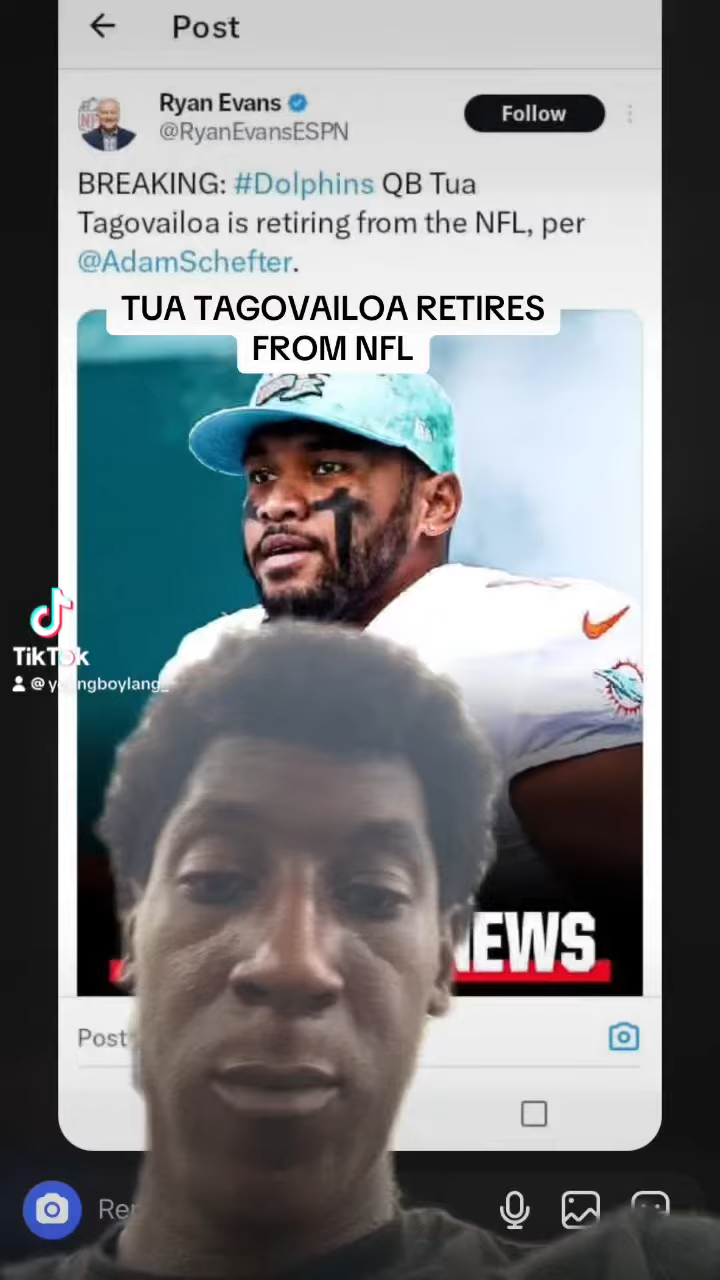 Post
Ryan Evans
@RyanEvansESPN
Follow
BREAKING: #Dolphins QB Tua
Tagovailoa is retiring from the NFL, per
@AdamSchefter.
TUA TAGOVAILOA RETIRES
FROM NFL
TikTok
EWS
Post